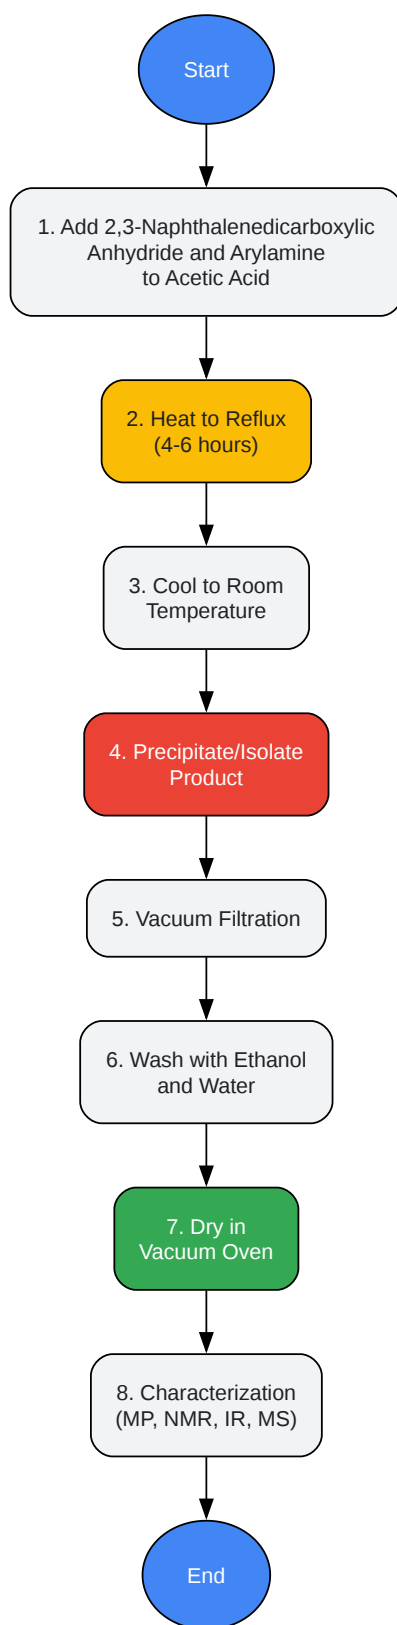 Start
1. Add 2,3-Naphthalenedicarboxylic
Anhydride and Arylamine
to Acetic Acid
2. Heat to Reflux
(4-6 hours)
3. Cool to Room
Temperature
4. Precipitate/Isolate
Product
5. Vacuum Filtration
6. Wash with Ethanol
and Water
7. Dry in
Vacuum Oven
8. Characterization
(MP, NMR, IR, MS)
End